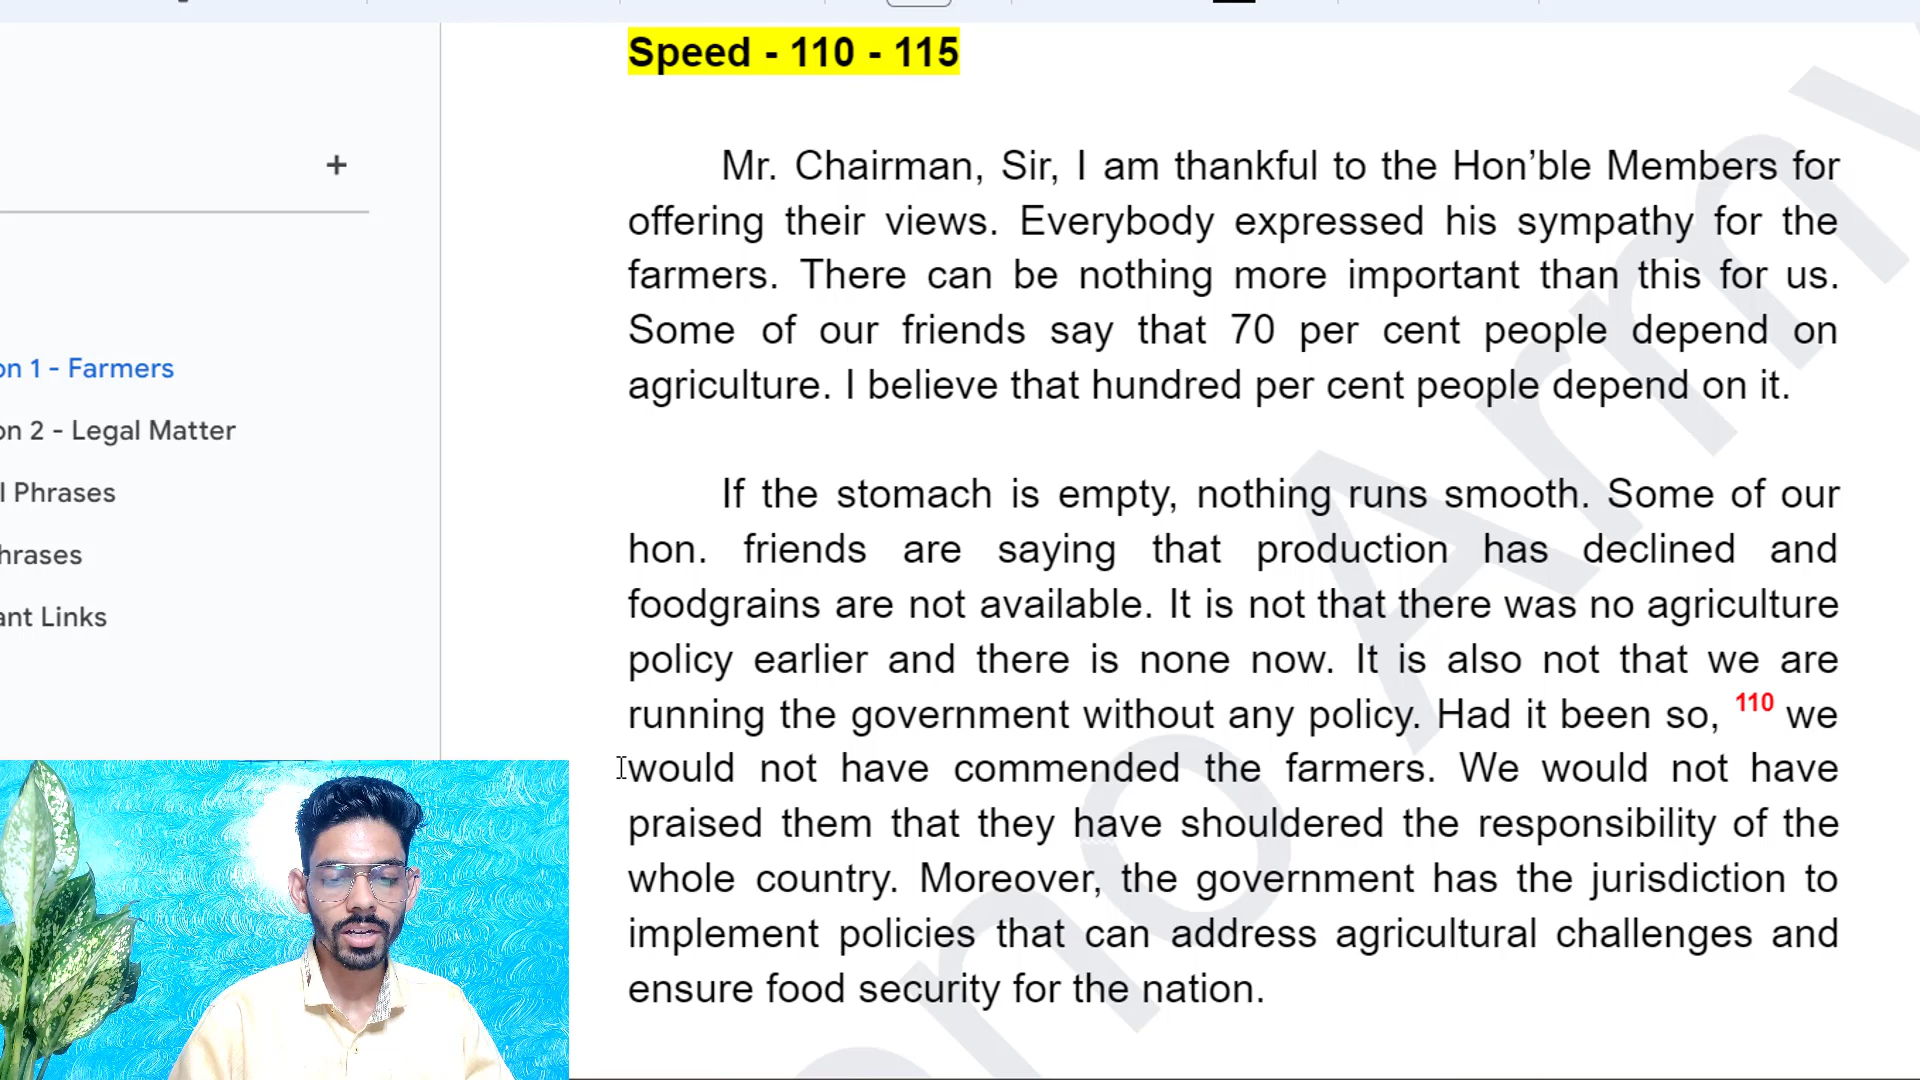 Speed - 110 - 115
+
on 1 - Farmers
on 2 - Legal Matter
l Phrases
hrases
ant Links
Mr. Chairman, Sir, I am thankful to the Hon’ble Members for
offering their views. Everybody expressed his sympathy for the
farmers. There can be nothing more important than this for us.
Some of our friends say that 70 per cent people depend on
agriculture. I believe that hundred per cent people depend on it.
If the stomach is empty, nothing runs smooth. Some of our
hon. friends are saying that production has declined and
foodgrains are not available. It is not that there was no agriculture
policy earlier and there is none now. It is also not that we are
running the government without any policy. Had it been so, 110 we
would not have commended the farmers. We would not have
praised them that they have shouldered the responsibility of the
whole country. Moreover, the government has the jurisdiction to
implement policies that can address agricultural challenges and
ensure food security for the nation.
eno Army